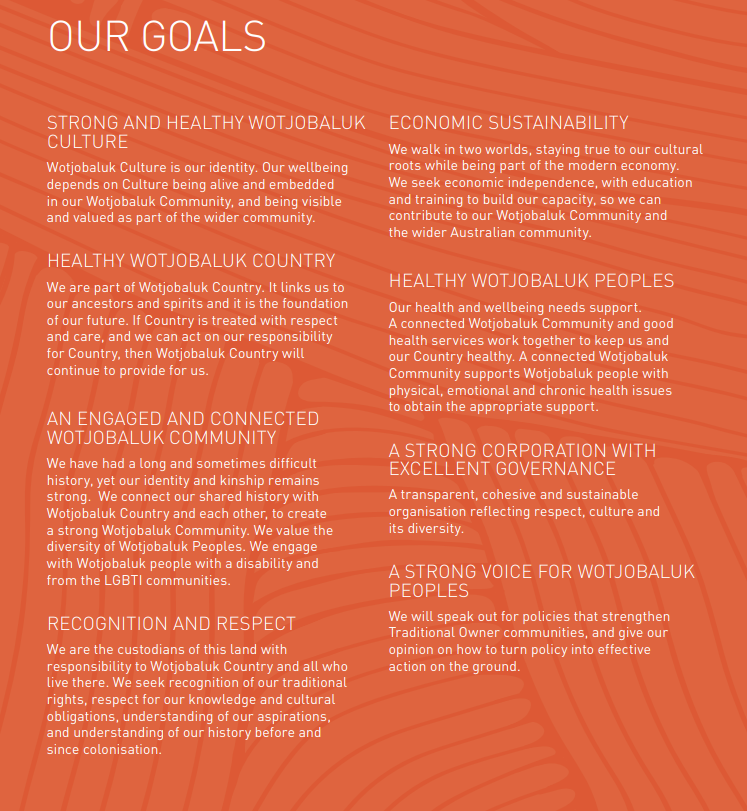 OUR GOALS
STRONG AND HEALTHY WOTJOBALUK
CULTURE
Wotjobaluk Culture is our identity. Our wellbeing
depends on Culture being alive and embedded
in our Wotjobaluk Community, and being visible
and valued as part of the wider community.
HEALTHY WOTJOBALUK COUNTRY
We are part of Wotjobaluk Country. It links us to
our ancestors and spirits and it is the foundation
of our future. If Country is treated with respect
and care, and we can act on our responsibility
for Country, then Wotjobaluk Country will
continue to provide for us.
AN ENGAGED AND CONNECTED
WOTJOBALUK COMMUNITY
We have had a long and sometimes difficult
history, yet our identity and kinship remains
strong.  We connect our shared history with
Wotjobaluk Country and each other, to create
a strong Wotjobaluk Community. We value the
diversity of Wotjobaluk Peoples. We engage
with Wotjobaluk people with a disability and
from the LGBTI communities.
RECOGNITION AND RESPECT
We are the custodians of this land with
responsibility to Wotjobaluk Country and all who
live there. We seek recognition of our traditional
rights, respect for our knowledge and cultural
obligations, understanding of our aspirations,
and understanding of our history before and
since colonisation.
ECONOMIC SUSTAINABILITY
We walk in two worlds, staying true to our cultural
roots while being part of the modern economy.
We seek economic independence, with education
and training to build our capacity, so we can
contribute to our Wotjobaluk Community and
the wider Australian community.
HEALTHY WOTJOBALUK PEOPLES
Our health and wellbeing needs support.
A connected Wotjobaluk Community and good
health services work together to keep us and
our Country healthy. A connected Wotjobaluk
Community supports Wotjobaluk people with
physical, emotional and chronic health issues
to obtain the appropriate support.
A STRONG CORPORATION WITH
EXCELLENT GOVERNANCE
A transparent, cohesive and sustainable
organisation reflecting respect, culture and
its diversity.
A STRONG VOICE FOR WOTJOBALUK
PEOPLES
We will speak out for policies that strengthen
Traditional Owner communities, and give our
opinion on how to turn policy into effective
action on the ground.